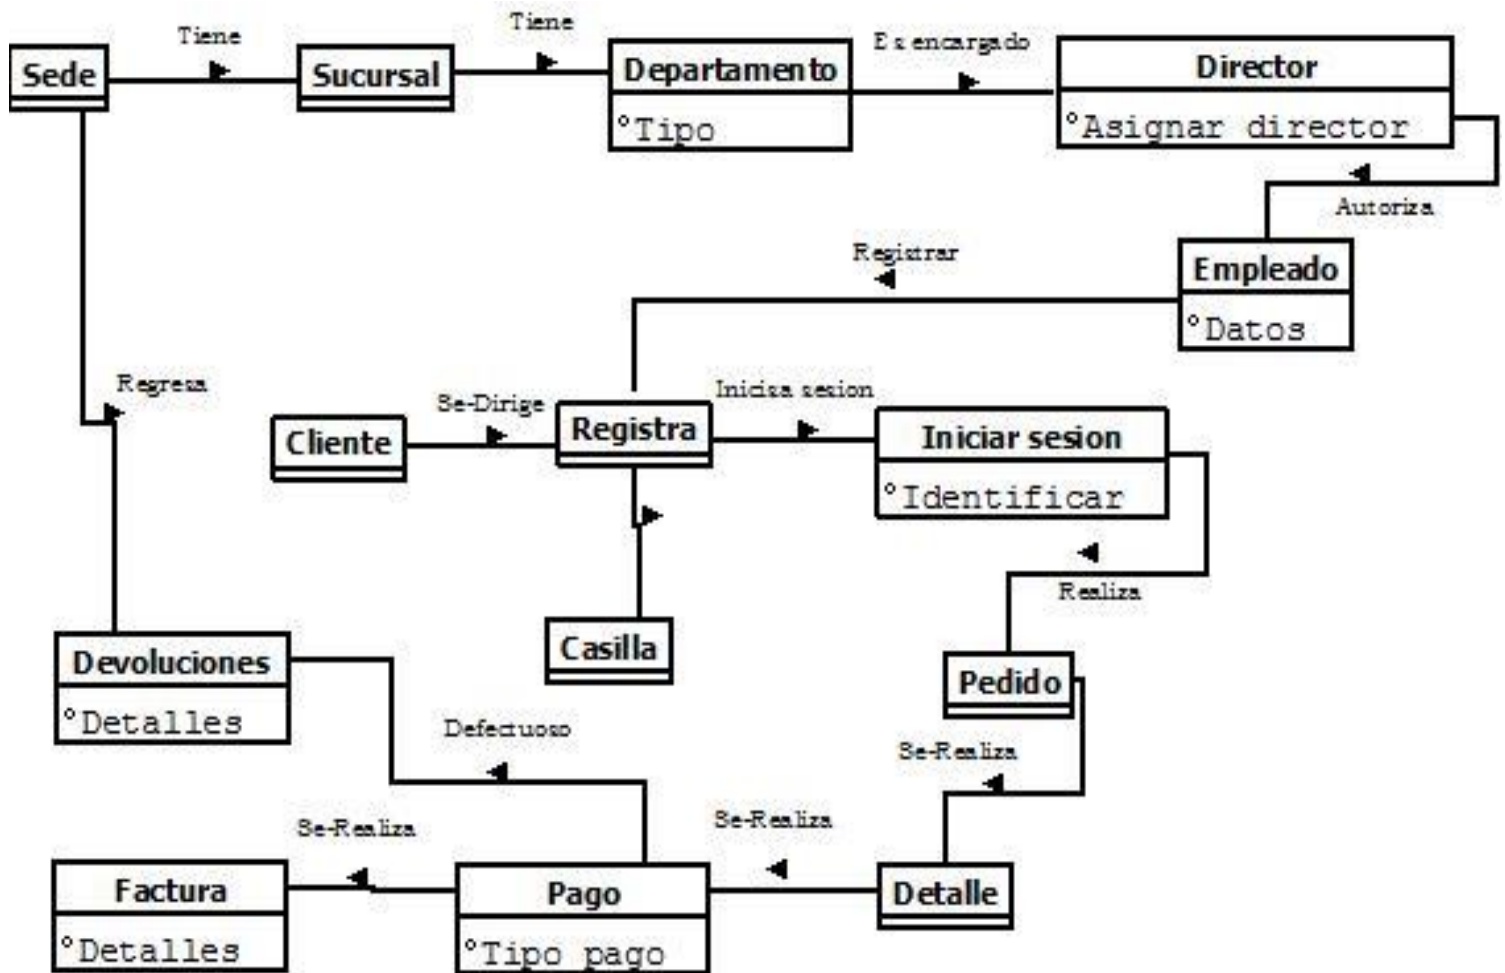 Tiene
Tiene
Es encargado
Sede
Sucursal
Departamento
°Tipo
Director
°Asignar director
Autoriza
Registrar
Empleado
°Datos
Regresa
Se-Dirige
Inicisa sesion
Cliente
Registra
Iniciar sesion
°Identificar
Realiza
Casilla
Devoluciones
°Detalles
Pedido
Defectuoso
Se-Realiza
Se-Realiza
Se-Realiza
Factura
°Detalles
Pago
°Tipo pago
Detalle